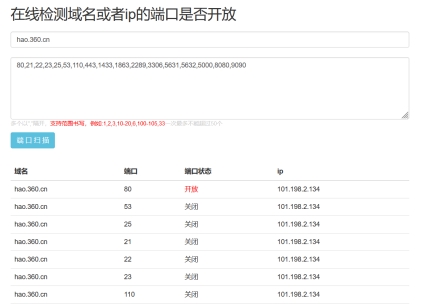 在线检测域名或者ip的端口是否开放
hao.360.cn
80,21,22,23,25,53,110,443,1433,1863,2289,3306,5631,5632,5000,8080,9090
多个以","隔开，支持范围书写，例如:1,2,3,10-20,6,100-105,33一次最多不能超过50个
端口扫描
域名 端口 端口状态 ip
hao.360.cn 80 开放 101.198.2.134
hao.360.cn 53 关闭 101.198.2.134
hao.360.cn 25 关闭 101.198.2.134
hao.360.cn 21 关闭 101.198.2.134
hao.360.cn 22 关闭 101.198.2.134
hao.360.cn 23 关闭 101.198.2.134
hao.360.cn 110 关闭 101.198.2.134